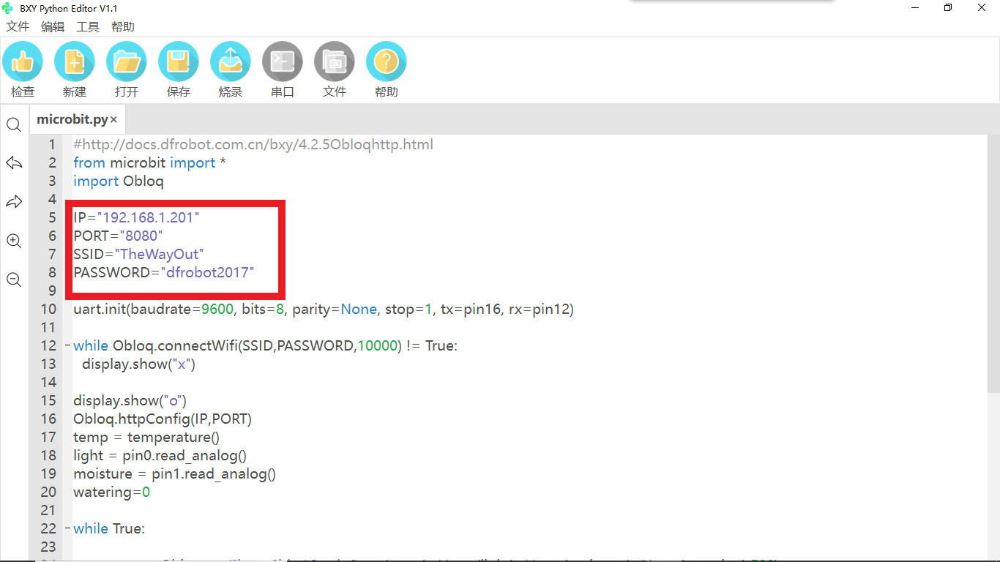 BXY Python Editor V1.1
文件 编辑 工具 帮助
检查 新建 打开 保存 烧录 串口 文件 帮助
microbit.py×
1 #http://docs.dfrobot.com.cn/bxy/4.2.5Obloqhttp.html
2 from microbit import *
3 import Obloq
4
5 IP="192.168.1.201"
6 PORT="8080"
7 SSID="TheWayOut"
8 PASSWORD="dfrobot2017"
9
10 uart.init(baudrate=9600, bits=8, parity=None, stop=1, tx=pin16, rx=pin12)
11
12 while Obloq.connectWifi(SSID,PASSWORD,10000) != True:
13 display.show("x")
14
15 display.show("o")
16 Obloq.httpConfig(IP,PORT)
17 temp = temperature()
18 light = pin0.read_analog()
19 moisture = pin1.read_analog()
20 watering=0
21
22 while True:
23